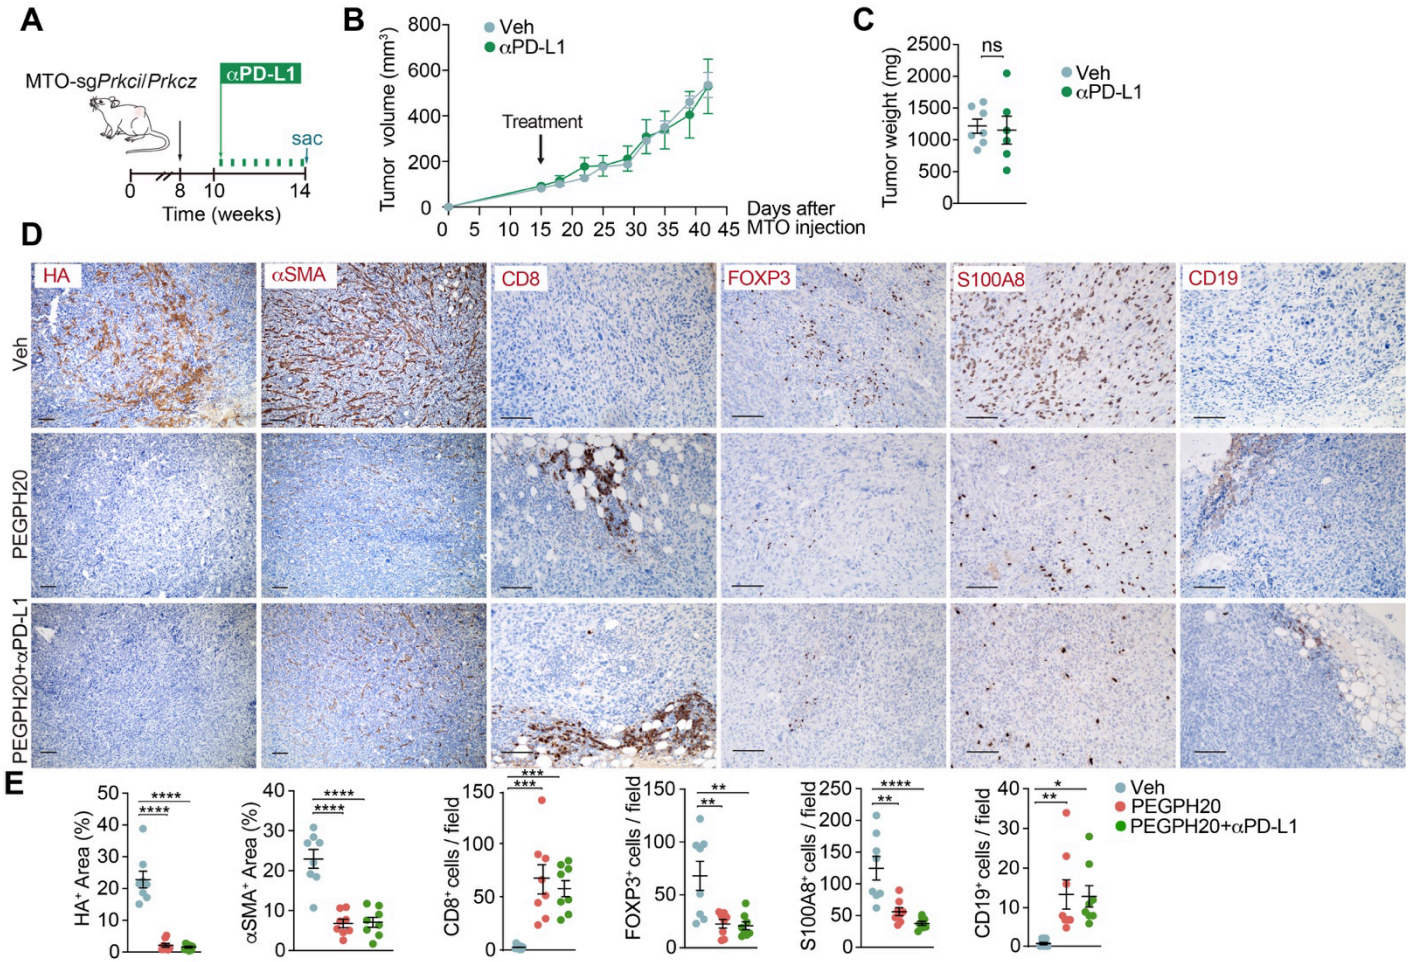 A
MTO-sgPrkci/Prkcz
αPD-L1
sac
0 8 10 14
Time (weeks)
B
Veh
αPD-L1
Tumor volume (mm³)
800
600
400
200
0
Treatment
0 5 10 15 20 25 30 35 40 45
Days after
MTO injection
C
Tumor weight (mg)
2500
2000
1500
1000
500
0
ns
Veh
αPD-L1
D
HA
αSMA
CD8
FOXP3
S100A8
CD19
Veh
PEGPH20
PEGPH20+αPD-L1
E
HA⁺ Area (%)
50
40
30
20
10
0
****
****
αSMA⁺ Area (%)
40
30
20
10
0
****
****
CD8⁺ cells / field
150
100
50
0
***
***
FOXP3⁺ cells / field
150
100
50
0
**
**
S100A8⁺ cells / field
250
200
150
100
50
0
****
**
CD19⁺ cells / field
40
30
20
10
0
*
**
Veh
PEGPH20
PEGPH20+αPD-L1